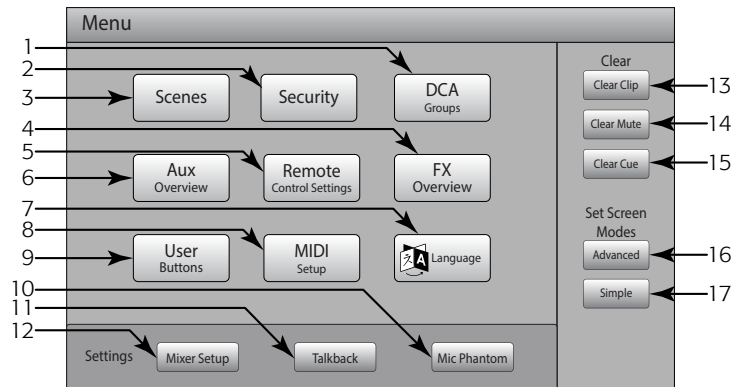 Menu
1
2
3
4
5
6
7
8
9
10
11
12
Scenes
Security
DCA
Groups
Aux
Overview
Remote
Control Settings
FX
Overview
User
Buttons
MIDI
Setup
Language
Settings
Mixer Setup
Talkback
Mic Phantom
Clear
Clear Clip
Clear Mute
Clear Cue
Set Screen
Modes
Advanced
Simple
13
14
15
16
17